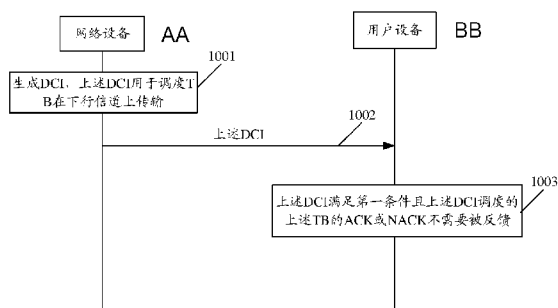 网络设备
AA
用户设备
BB
1001
生成DCI，上述DCI用于调度T
B在下行信道上传输
1002
上述DCI
1003
上述DCI满足第一条件且上述DCI调度的
上述TB的ACK或NACK不需要被反馈